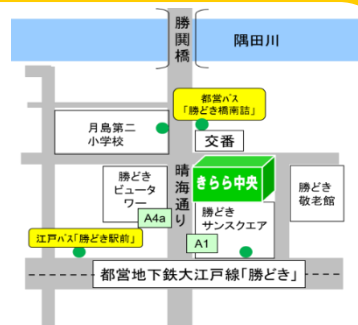 勝
鬨
橋
隅田川
都営バス
「勝どき橋南詰」
月島第二
小学校
交番
晴
海
通
り
きらら中央
勝どき
ビュータ
ワー
勝どき
敬老館
勝どき
サンスクエア
A4a
A1
江戸バス「勝どき駅前」
都営地下鉄大江戸線「勝どき」